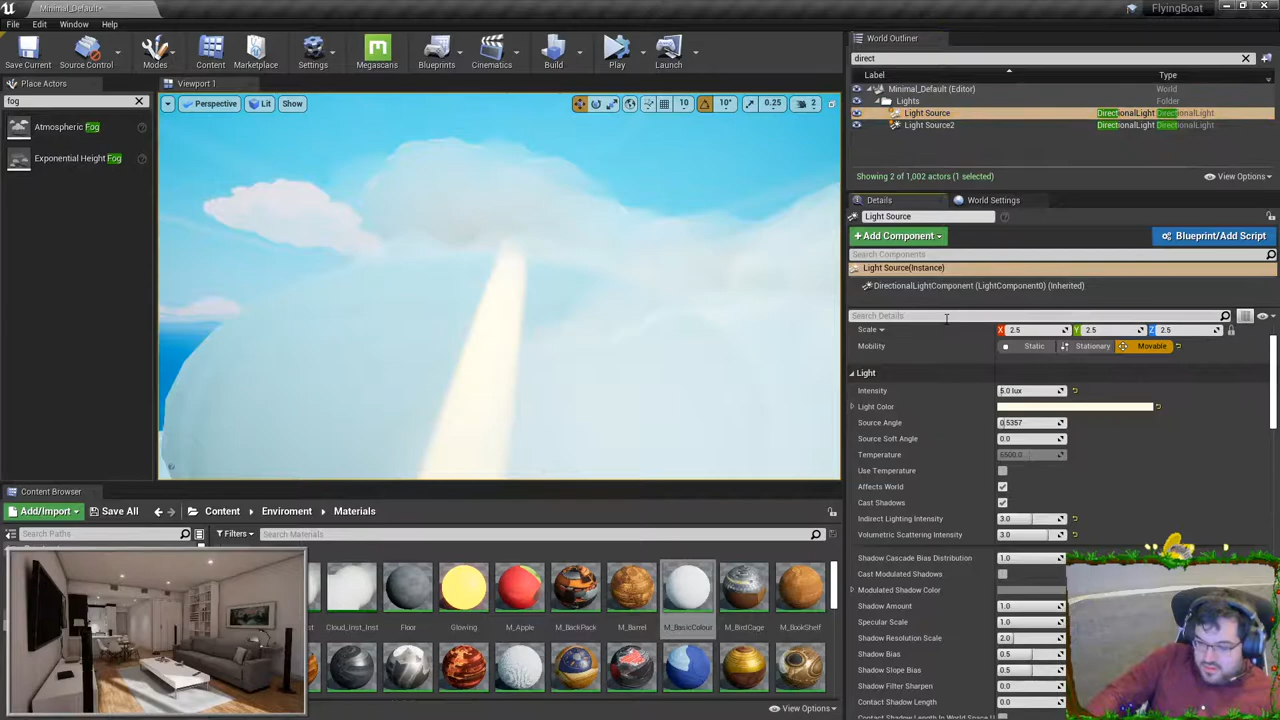 Minimal_Default*
FlyingBoat
File Edit Window Help
Save Current Source Control Modes Content Marketplace Settings Megascans Blueprints Cinematics Build Play Launch
World Outliner
direct
Label Type
Minimal_Default (Editor) World
Lights Folder
Light Source DirectionalLight DirectionalLight
Light Source2 DirectionalLight DirectionalLight
Showing 2 of 1,002 actors (1 selected) View Options
Place Actors
fog
Atmospheric Fog
Exponential Height Fog
Viewport 1
Perspective Lit Show 10 10° 0.25 2
Details World Settings
Light Source
+Add Component Blueprint/Add Script
Search Components
Light Source(Instance)
DirectionalLightComponent (LightComponent0) (Inherited)
Search Details
Scale X 2.5 Y 2.5 Z 2.5
Mobility Static Stationary Movable
Light
Intensity 5.0 lux
Light Color
Source Angle 0.5357
Source Soft Angle 0.0
Temperature 6500.0
Use Temperature
Affects World
Cast Shadows
Indirect Lighting Intensity 3.0
Volumetric Scattering Intensity 3.0
Shadow Cascade Bias Distribution 1.0
Cast Modulated Shadows
Modulated Shadow Color
Shadow Amount 1.0
Specular Scale 1.0
Shadow Resolution Scale 2.0
Shadow Bias 0.5
Shadow Slope Bias 0.5
Shadow Filter Sharpen 0.0
Contact Shadow Length 0.0
Contact Shadow Length In World Space U
Content Browser
Add/Import Save All Content Enviroment Materials
Search Paths Filters Search Materials
Cloud_Inst_Inst Floor Glowing M_Apple M_BackPack M_Barrel M_BasicColour M_BirdCage M_BookShelf
View Options